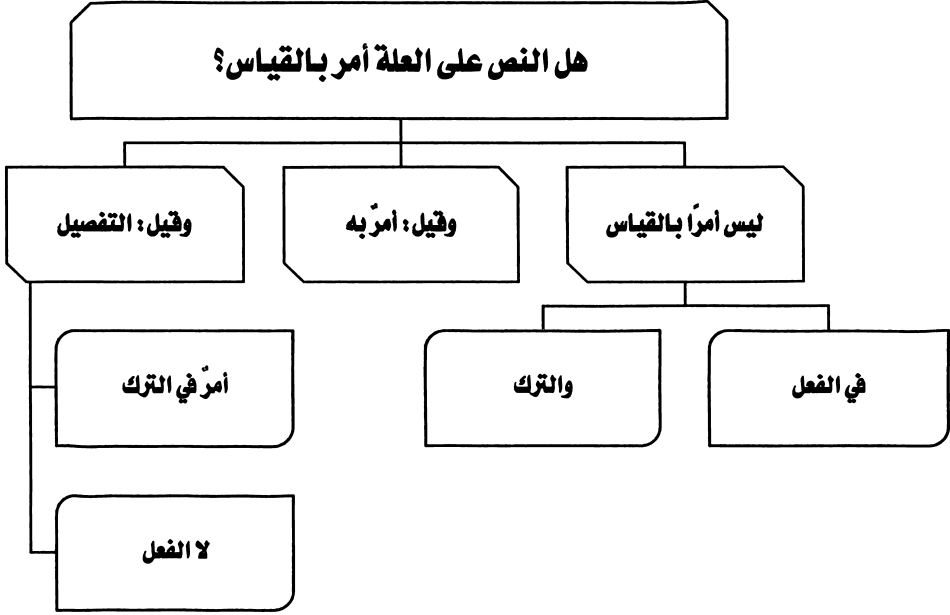 هل النص على العلة أمر بالقياس؟
ليس أمرًا بالقياس
وقيل: أمرٌ به
وقيل: التفصيل
في الفعل
والترك
أمرٌ في الترك
لا الفعل